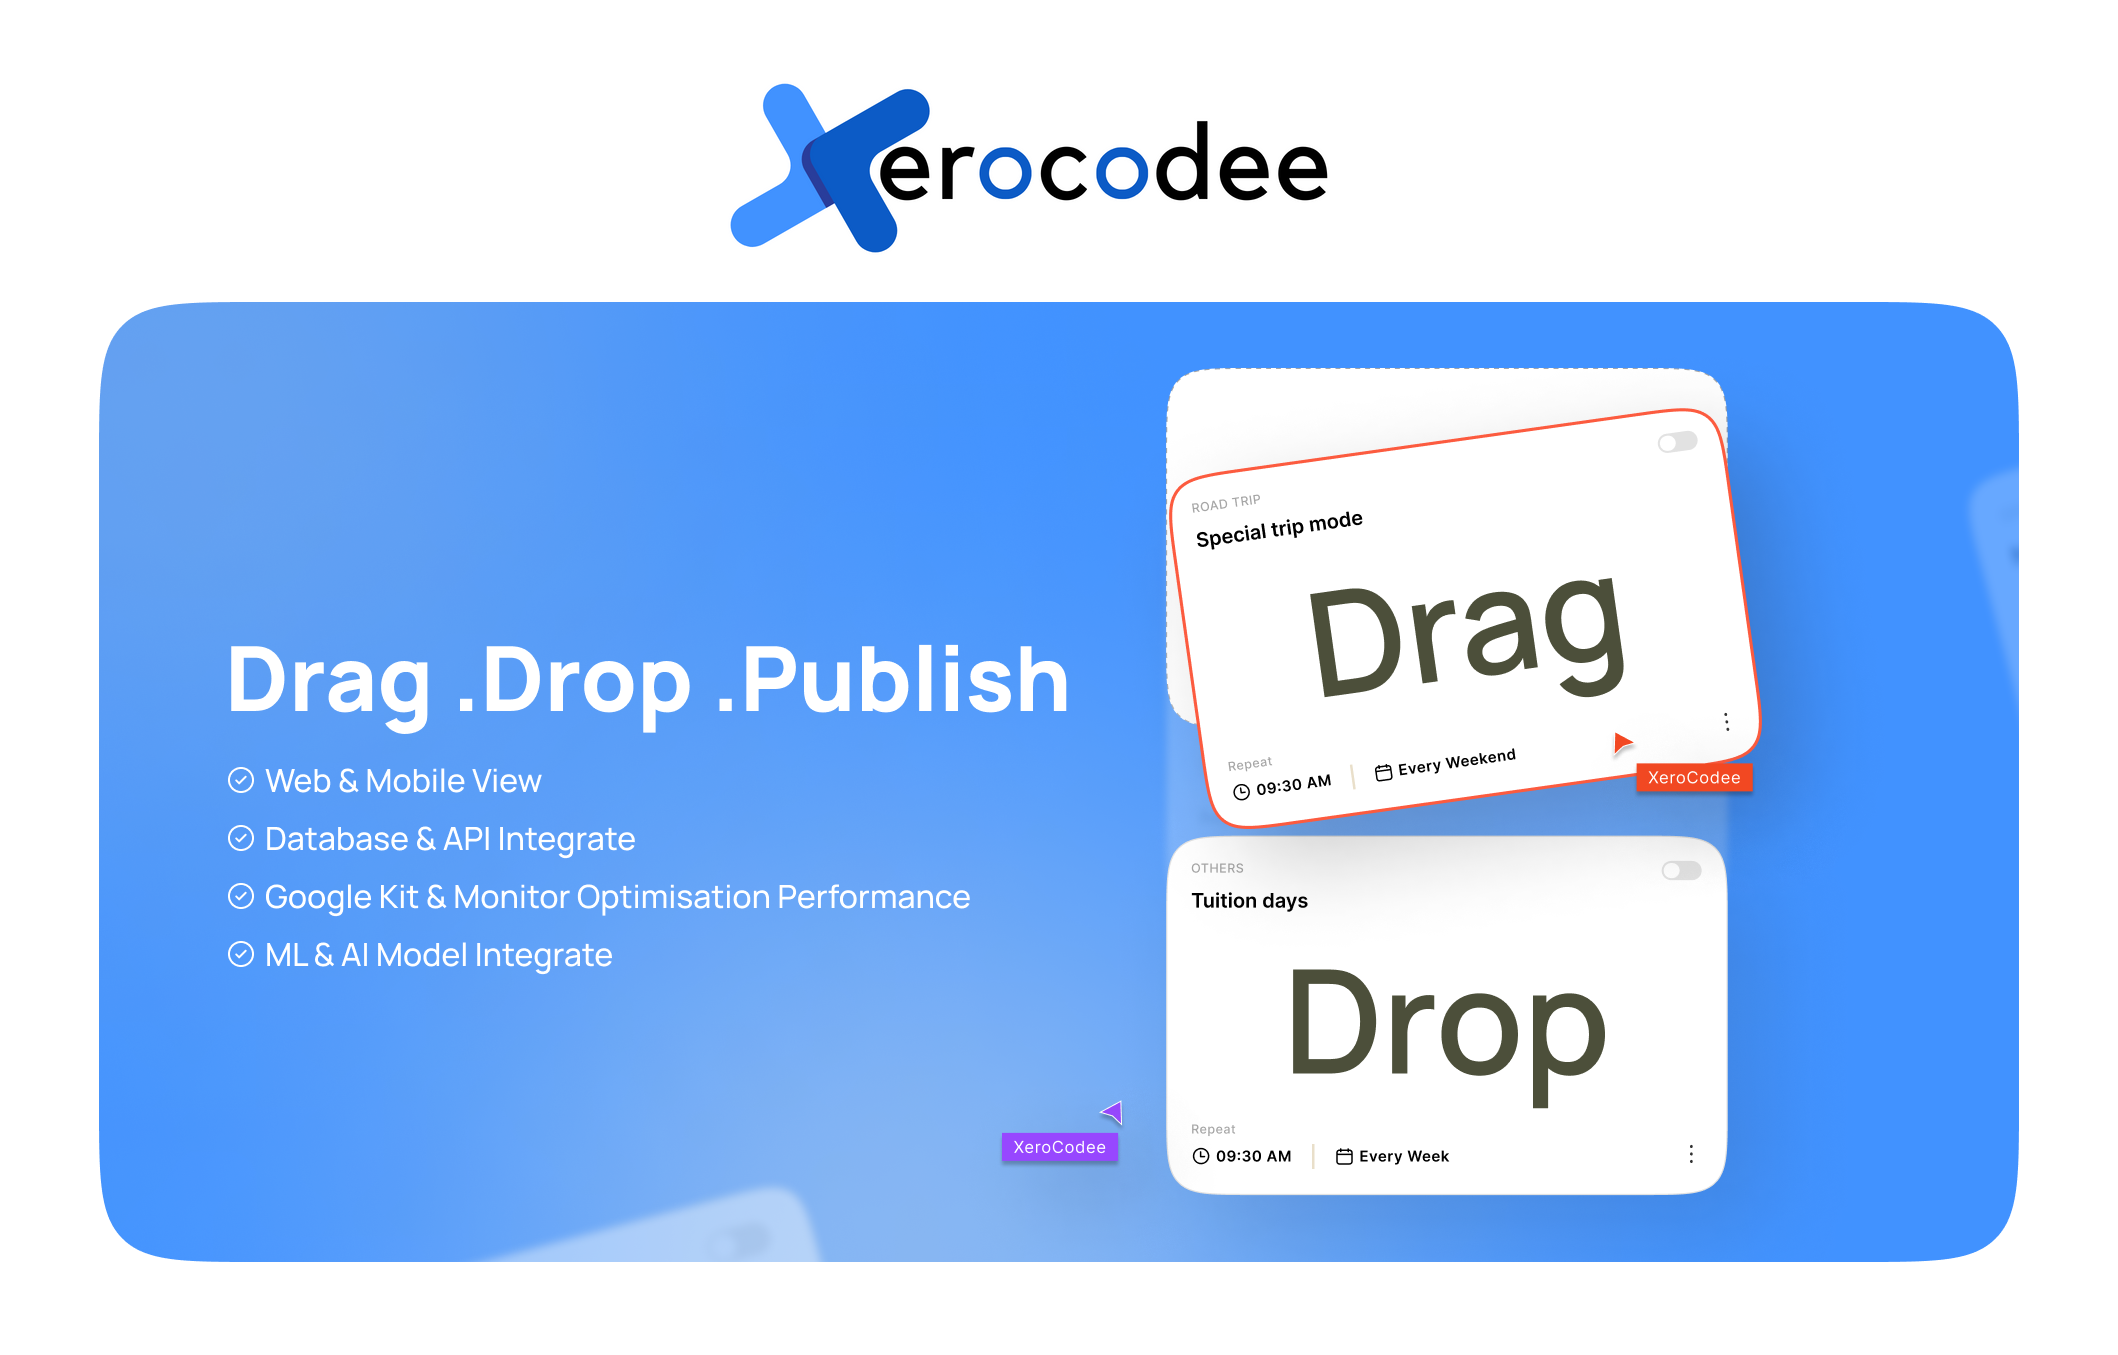 Xerocodee
Drag .Drop .Publish
Web & Mobile View
Database & API Integrate
Google Kit & Monitor Optimisation Performance
ML & AI Model Integrate
ROAD TRIP
Special trip mode
Drag
Repeat
09:30 AM
Every Weekend
XeroCodee
OTHERS
Tuition days
Drop
Repeat
09:30 AM
Every Week
XeroCodee